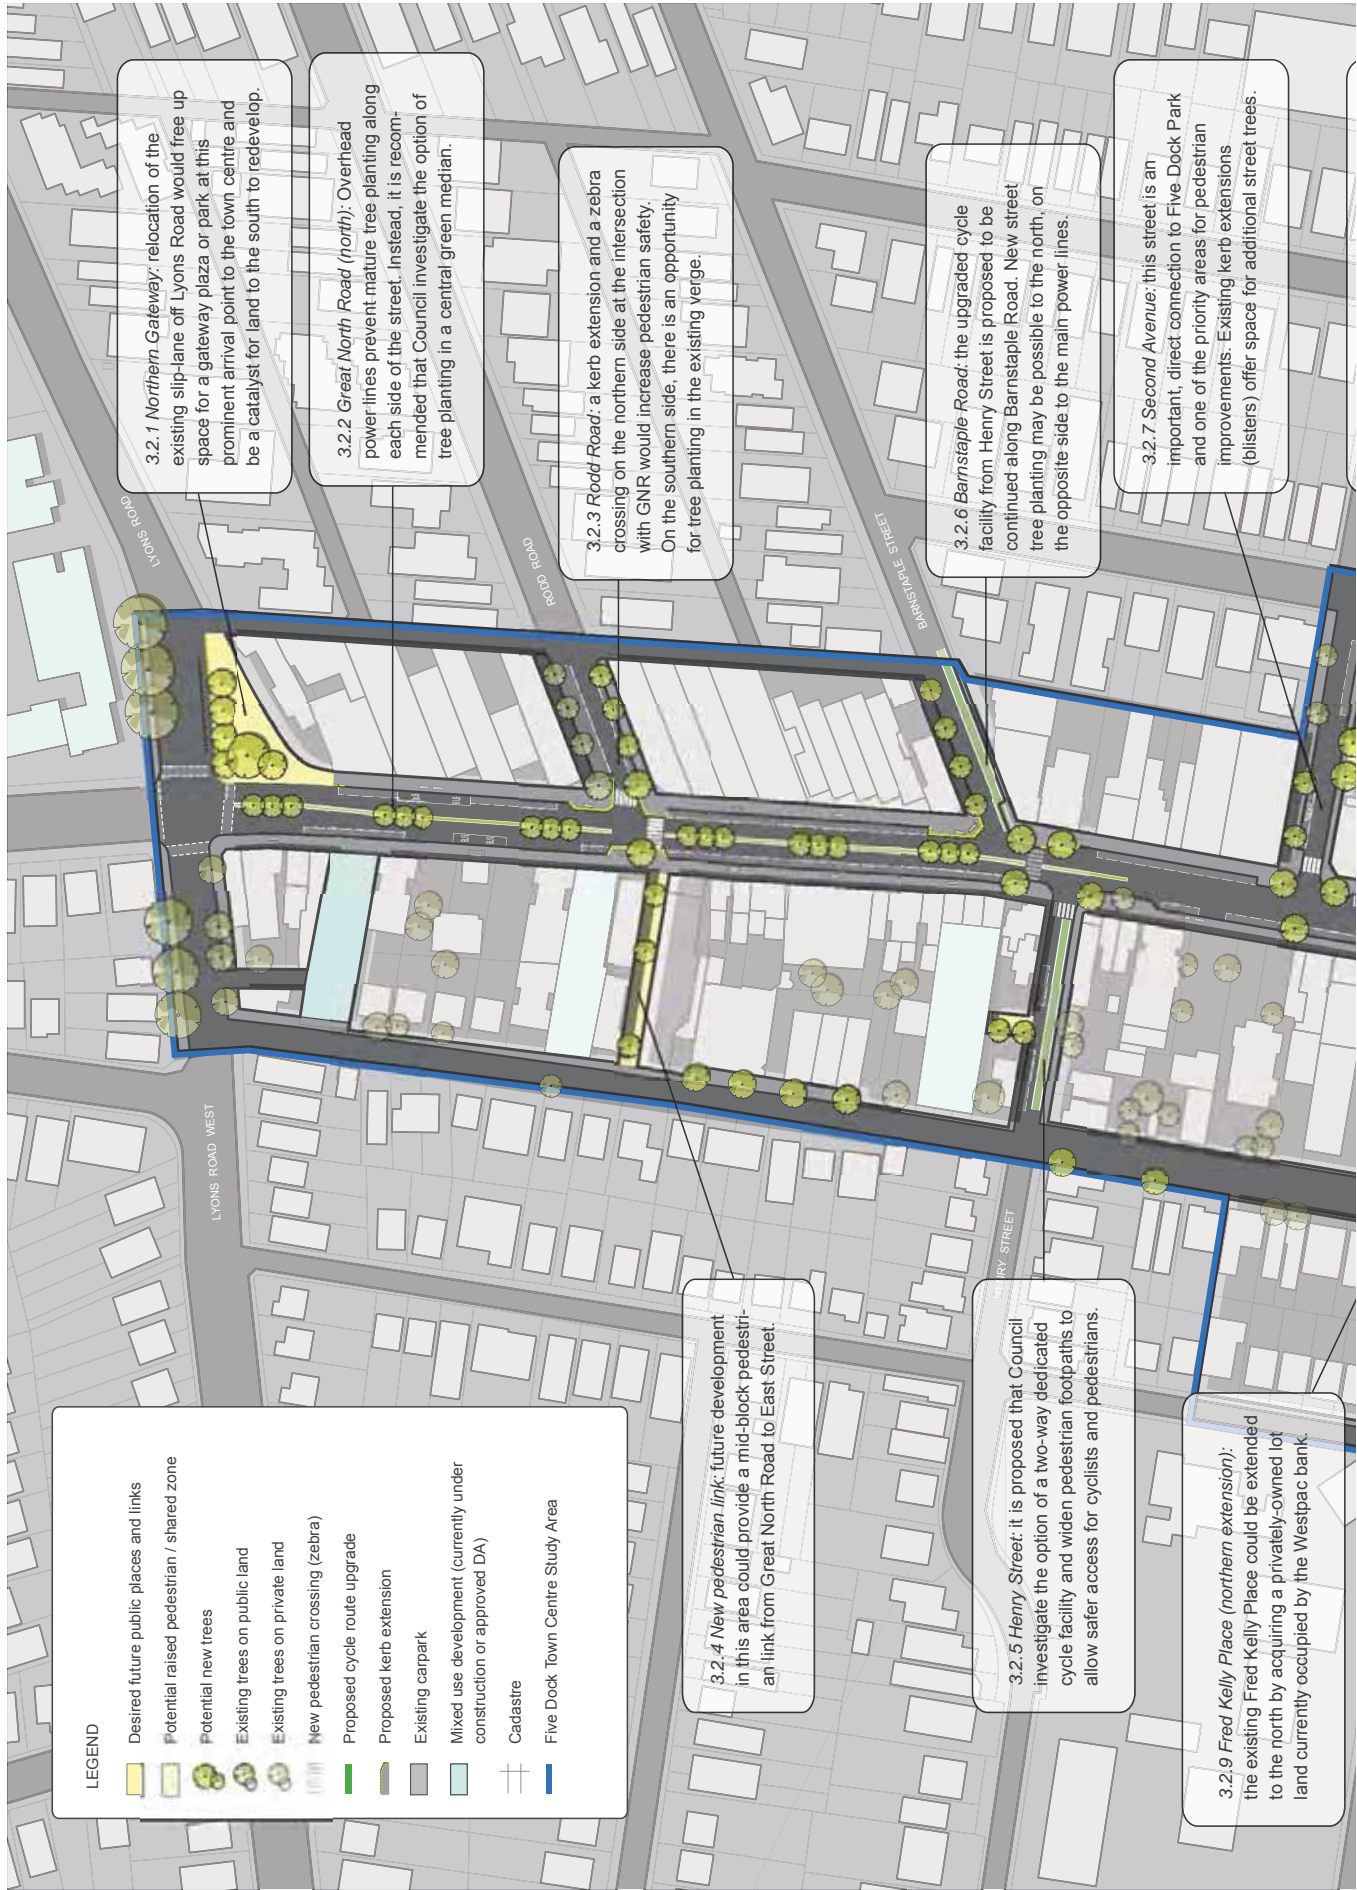 3.2.1 Northern Gateway: relocation of the
existing slip-lane off Lyons Road would free up
space for a gateway plaza or park at this
prominent arrival point to the town centre and
be a catalyst for land to the south to redevelop.
3.2.2 Great North Road (north): Overhead
power lines prevent mature tree planting along
each side of the street. Instead, it is recom-
mended that Council investigate the option of
tree planting in a central green median.
3.2.3 Rodd Road: a kerb extension and a zebra
crossing on the northern side at the intersection
with GNR would increase pedestrian safety.
On the southern side, there is an opportunity
for tree planting in the existing verge.
3.2.6 Barnstaple Road: the upgraded cycle
facility from Henry Street is proposed to be
continued along Barnstaple Road. New street
tree planting may be possible to the north, on
the opposite side to the main power lines.
3.2.7 Second Avenue: this street is an
important, direct connection to Five Dock Park
and one of the priority areas for pedestrian
improvements. Existing kerb extensions
(blisters) offer space for additional street trees.
LYONS ROAD
RODD ROAD
BARNSTAPLE STREET
BUS
BUS
BUS
BUS
LYONS ROAD WEST
HENRY STREET
LEGEND
Desired future public places and links
Potential raised pedestrian / shared zone
Potential new trees
Existing trees on public land
Existing trees on private land
New pedestrian crossing (zebra)
Proposed cycle route upgrade
Proposed kerb extension
Existing carpark
Mixed use development (currently under
construction or approved DA)
Cadastre
Five Dock Town Centre Study Area
3.2.4 New pedestrian link: future development
in this area could provide a mid-block pedestri-
an link from Great North Road to East Street.
3.2.5 Henry Street: it is proposed that Council
investigate the option of a two-way dedicated
cycle facility and widen pedestrian footpaths to
allow safer access for cyclists and pedestrians.
3.2.9 Fred Kelly Place (northern extension):
the existing Fred Kelly Place could be extended
to the north by acquiring a privately-owned lot
land currently occupied by the Westpac bank.